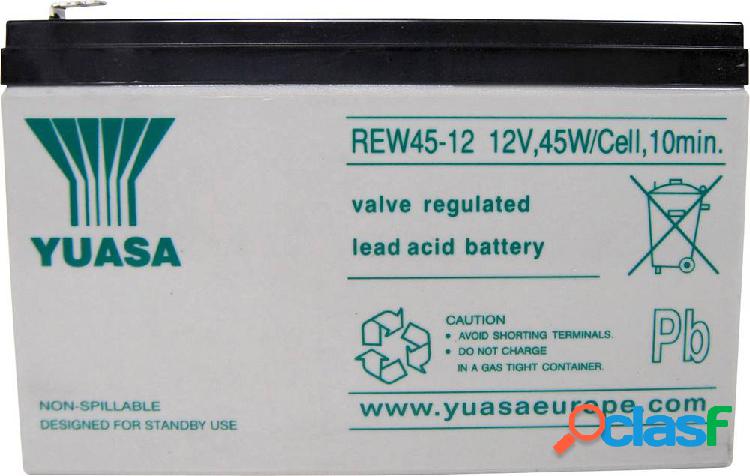 REW45-12 12V,45W/Cell,10min.
YUASA
valve regulated
lead acid battery
CAUTION
• AVOID SHORTING TERMINALS.
• DO NOT CHARGE
IN A GAS TIGHT CONTAINER.
Pb
NON-SPILLABLE
DESIGNED FOR STANDBY USE
www.yuasaeurope.com
clasf